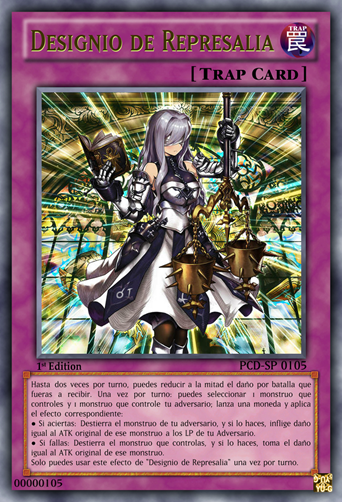 Designio de Represalia
TRAP
罠
[ Trap Card ]
1st Edition
PCD-SP 0105
Hasta dos veces por turno, puedes reducir a la mitad el daño por batalla que
fueras a recibir. Una vez por turno: puedes seleccionar 1 monstruo que
controles y 1 monstruo que controle tu adversario; lanza una moneda y aplica
el efecto correspondiente:
● Si aciertas: Destierra el monstruo de tu adversario, y si lo haces, inflige daño
igual al ATK original de ese monstruo a los LP de tu Adversario.
● Si fallas: Destierra el monstruo que controlas, y si lo haces, toma el daño
igual al ATK original de ese monstruo.
Solo puedes usar este efecto de "Designio de Represalia" una vez por turno.
00000105